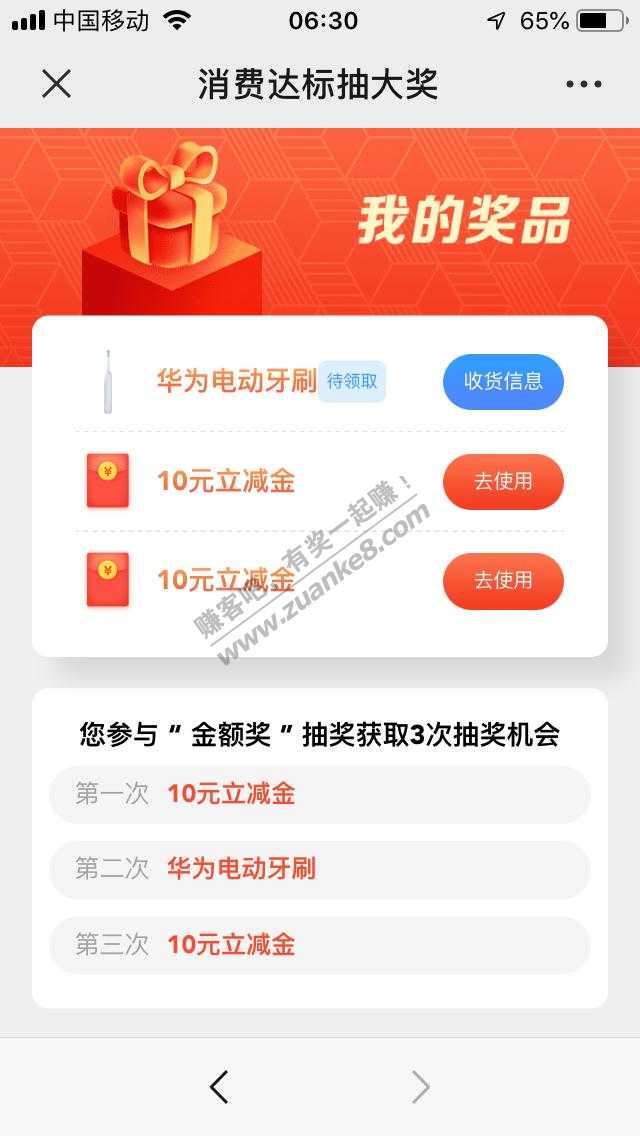 中国移动 06:30 65%
消费达标抽大奖
我的奖品
华为电动牙刷 待领取 收货信息
¥ 10元立减金 去使用
¥ 10元立减金 去使用
赚客吧，有奖一起赚！
www.zuanke8.com
您参与“金额奖”抽奖获取3次抽奖机会
第一次 10元立减金
第二次 华为电动牙刷
第三次 10元立减金